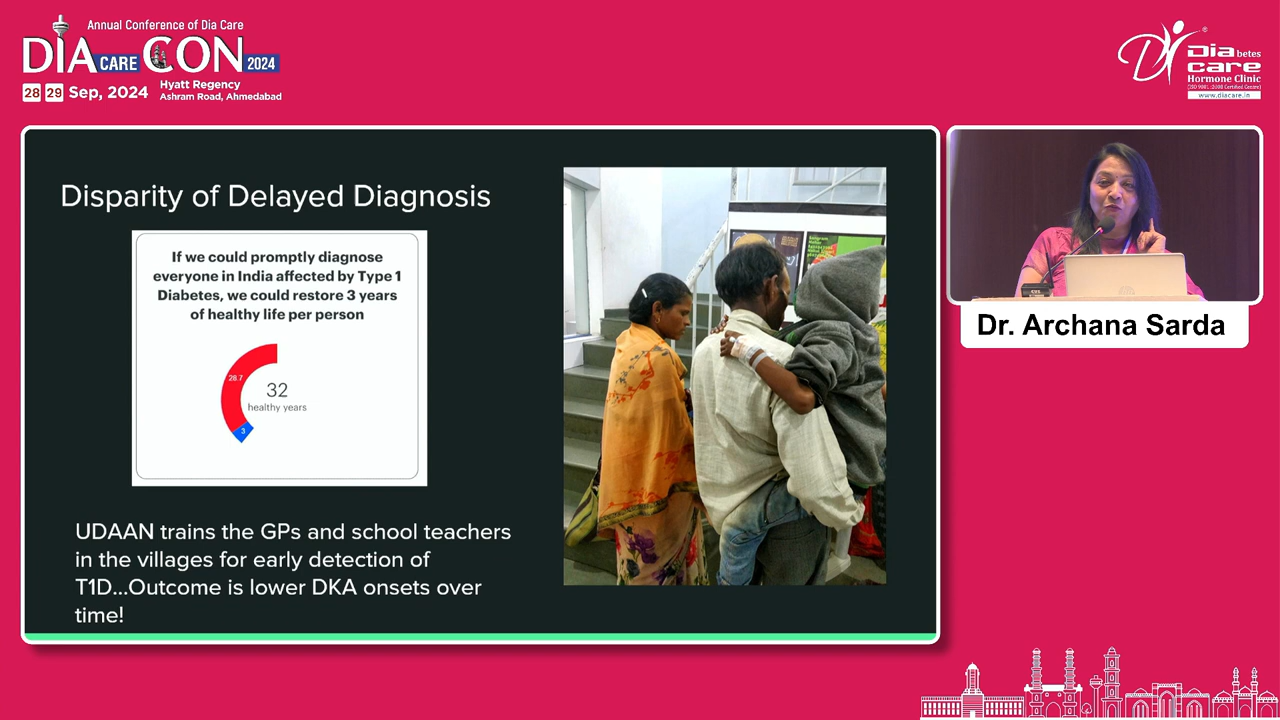 Annual Conference of Dia Care
DIA CARE CON 2024
28 29 Sep, 2024
Hyatt Regency
Ashram Road, Ahmedabad
Diabetes
care
Hormone Clinic
(ISO 9001 :2008 Certified Centre)
www.diacare.in
Disparity of Delayed Diagnosis
If we could promptly diagnose
everyone in India affected by Type 1
Diabetes, we could restore 3 years
of healthy life per person
28.7
32
healthy years
3
UDAAN trains the GPs and school teachers
in the villages for early detection of
T1D...Outcome is lower DKA onsets over
time!
Dr. Archana Sarda